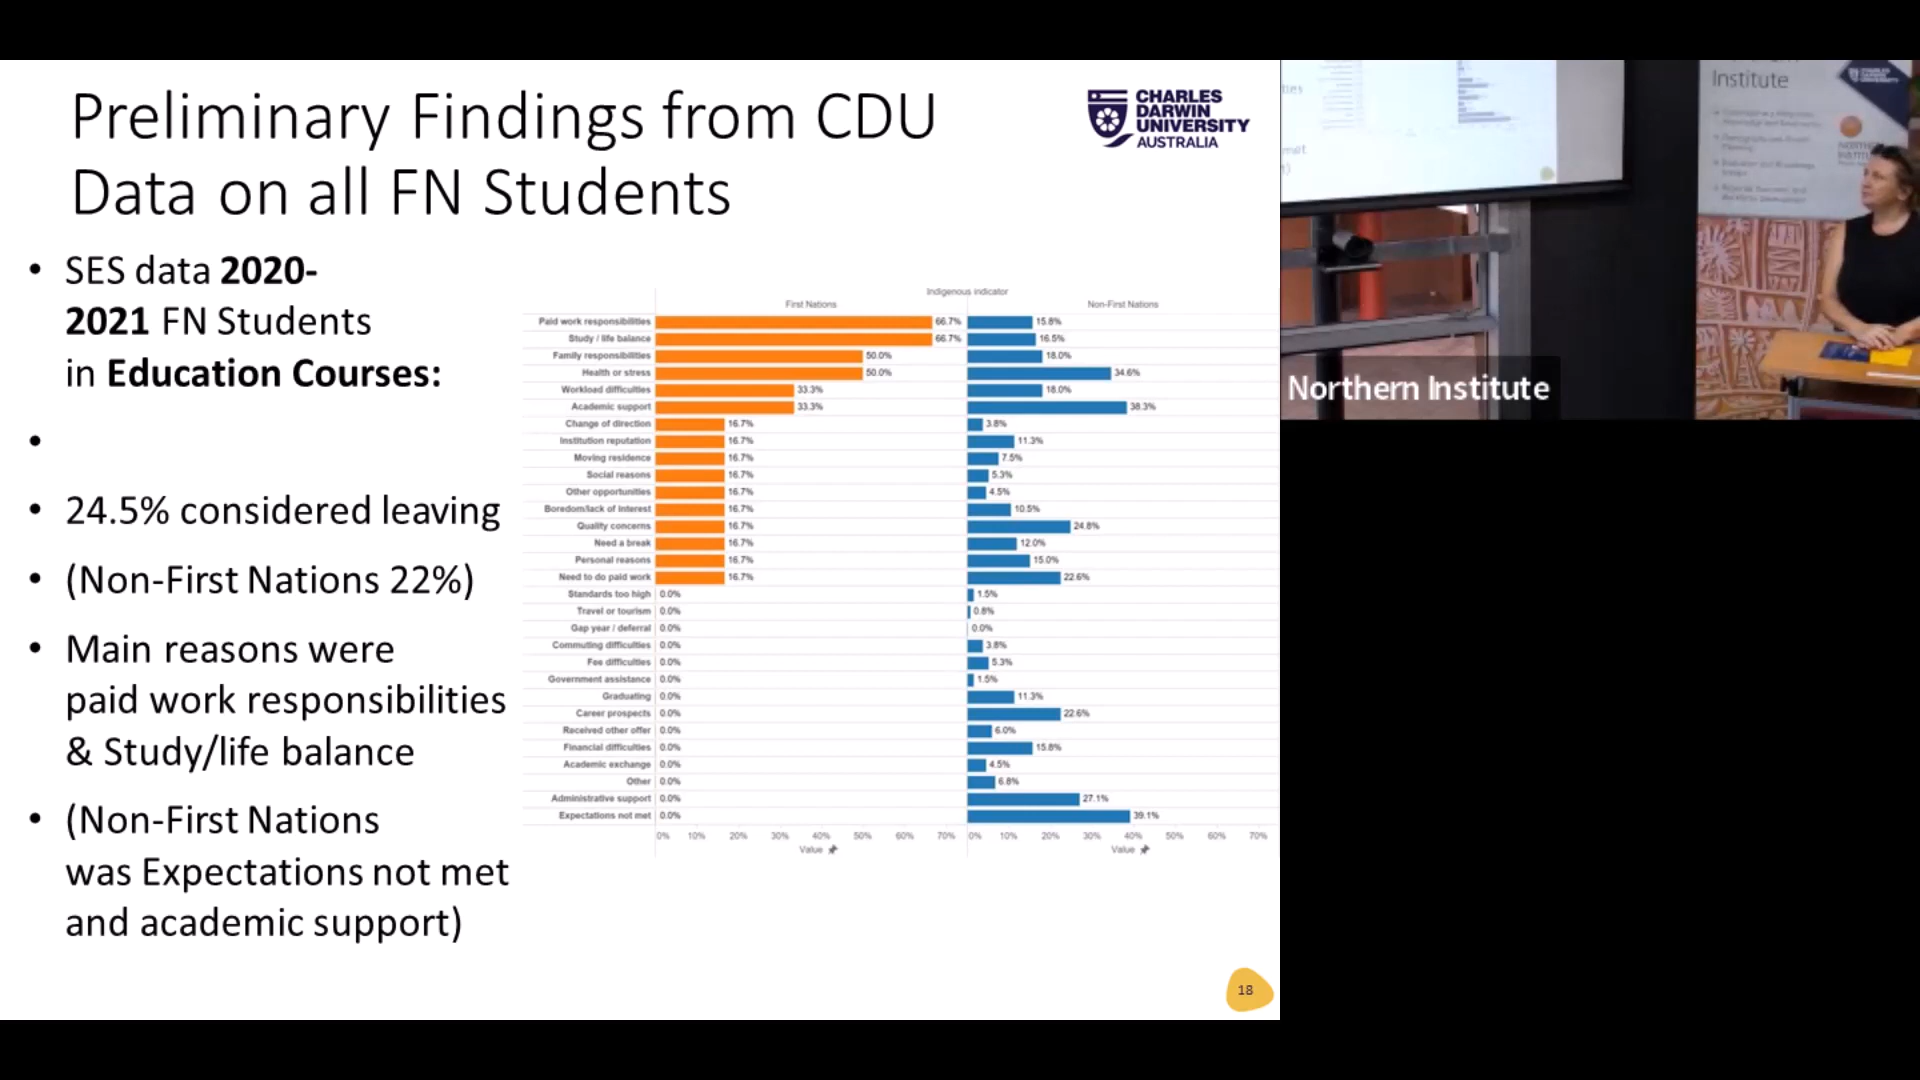 Preliminary Findings from CDU
Data on all FN Students
CHARLES
DARWIN
UNIVERSITY
AUSTRALIA
• SES data 2020-
2021 FN Students
in Education Courses:
•
• 24.5% considered leaving
• (Non-First Nations 22%)
• Main reasons were
paid work responsibilities
& Study/life balance
• (Non-First Nations
was Expectations not met
and academic support)
Indigenous indicator
First Nations Non-First Nations
Paid work responsibilities 66.7% 15.8%
Study / life balance 66.7% 16.5%
Family responsibilities 50.0% 18.0%
Health or stress 50.0% 34.6%
Workload difficulties 33.3% 18.0%
Academic support 33.3% 38.3%
Change of direction 16.7% 3.8%
Institution reputation 16.7% 11.3%
Moving residence 16.7% 7.5%
Social reasons 16.7% 5.3%
Other opportunities 16.7% 4.5%
Boredom/lack of interest 16.7% 10.5%
Quality concerns 16.7% 24.8%
Need a break 16.7% 12.0%
Personal reasons 16.7% 15.0%
Need to do paid work 16.7% 22.6%
Standards too high 0.0% 1.5%
Travel or tourism 0.0% 0.8%
Gap year / deferral 0.0% 0.0%
Commuting difficulties 0.0% 3.8%
Fee difficulties 0.0% 5.3%
Government assistance 0.0% 1.5%
Graduating 0.0% 11.3%
Career prospects 0.0% 22.6%
Received other offer 0.0% 6.0%
Financial difficulties 0.0% 15.8%
Academic exchange 0.0% 4.5%
Other 0.0% 6.8%
Administrative support 0.0% 27.1%
Expectations not met 0.0% 39.1%
0% 10% 20% 30% 40% 50% 60% 70% 0% 10% 20% 30% 40% 50% 60% 70%
Value Value
18
Institute
Northern Institute